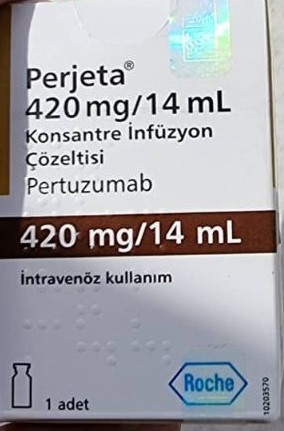 Perjeta®
420 mg/14 mL
Konsantre İnfüzyon
Çözeltisi
Pertuzumab
420 mg/14 mL
İntravenöz kullanım
1 adet
Roche
10203570